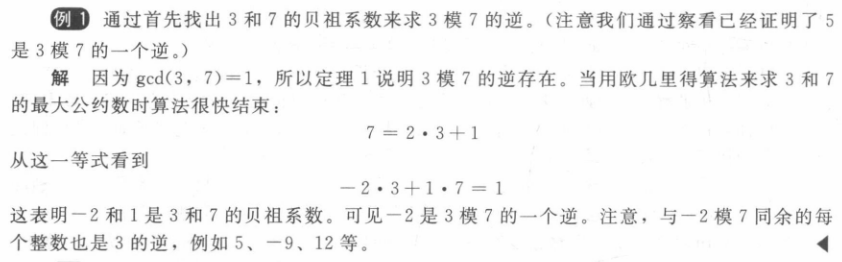 例1 通过首先找出 3 和 7 的贝祖系数来求 3 模 7 的逆。(注意我们通过察看已经证明了 5
是 3 模 7 的一个逆。)
解 因为 gcd(3, 7)=1，所以定理 1 说明 3 模 7 的逆存在。当用欧几里得算法来求 3 和 7
的最大公约数时算法很快结束：
7 = 2 · 3 + 1
从这一等式看到
－2 · 3 + 1 · 7 = 1
这表明－2 和 1 是 3 和 7 的贝祖系数。可见－2 是 3 模 7 的一个逆。注意，与－2 模 7 同余的每
个整数也是 3 的逆，例如 5、－9、12 等。 ◀